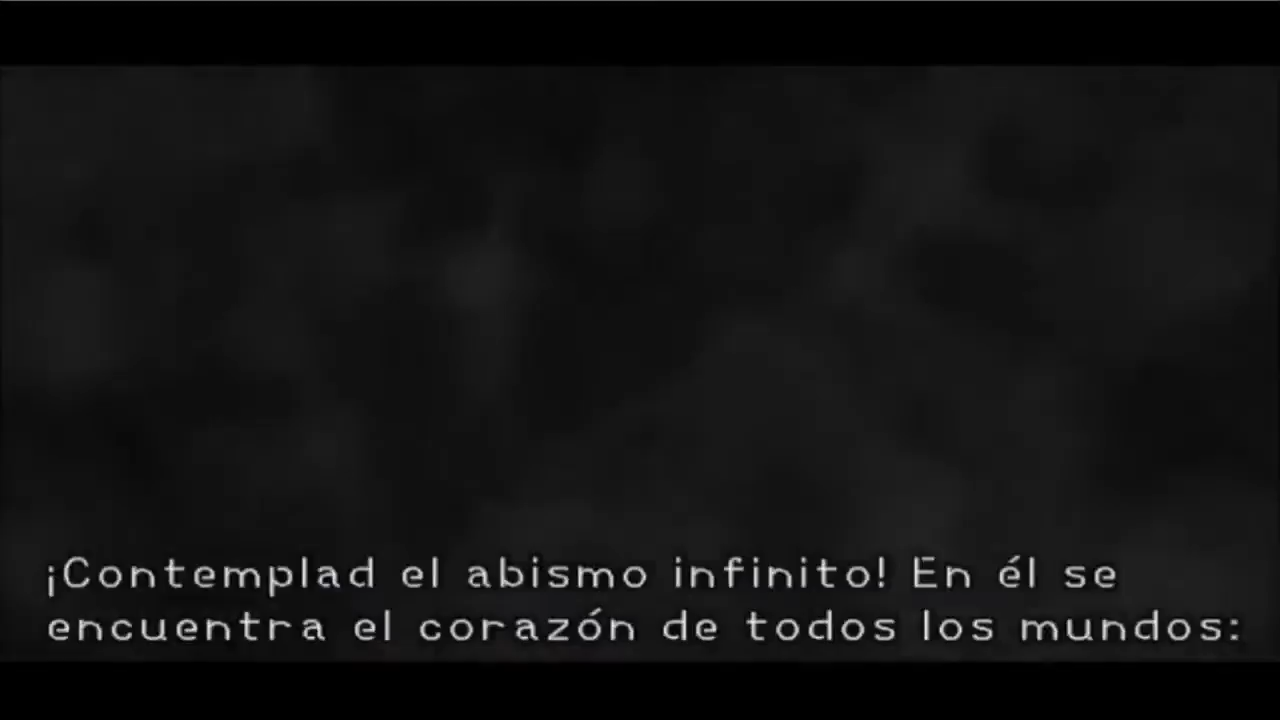 ¡Contemplad el abismo infinito! En él se
encuentra el corazón de todos los mundos: